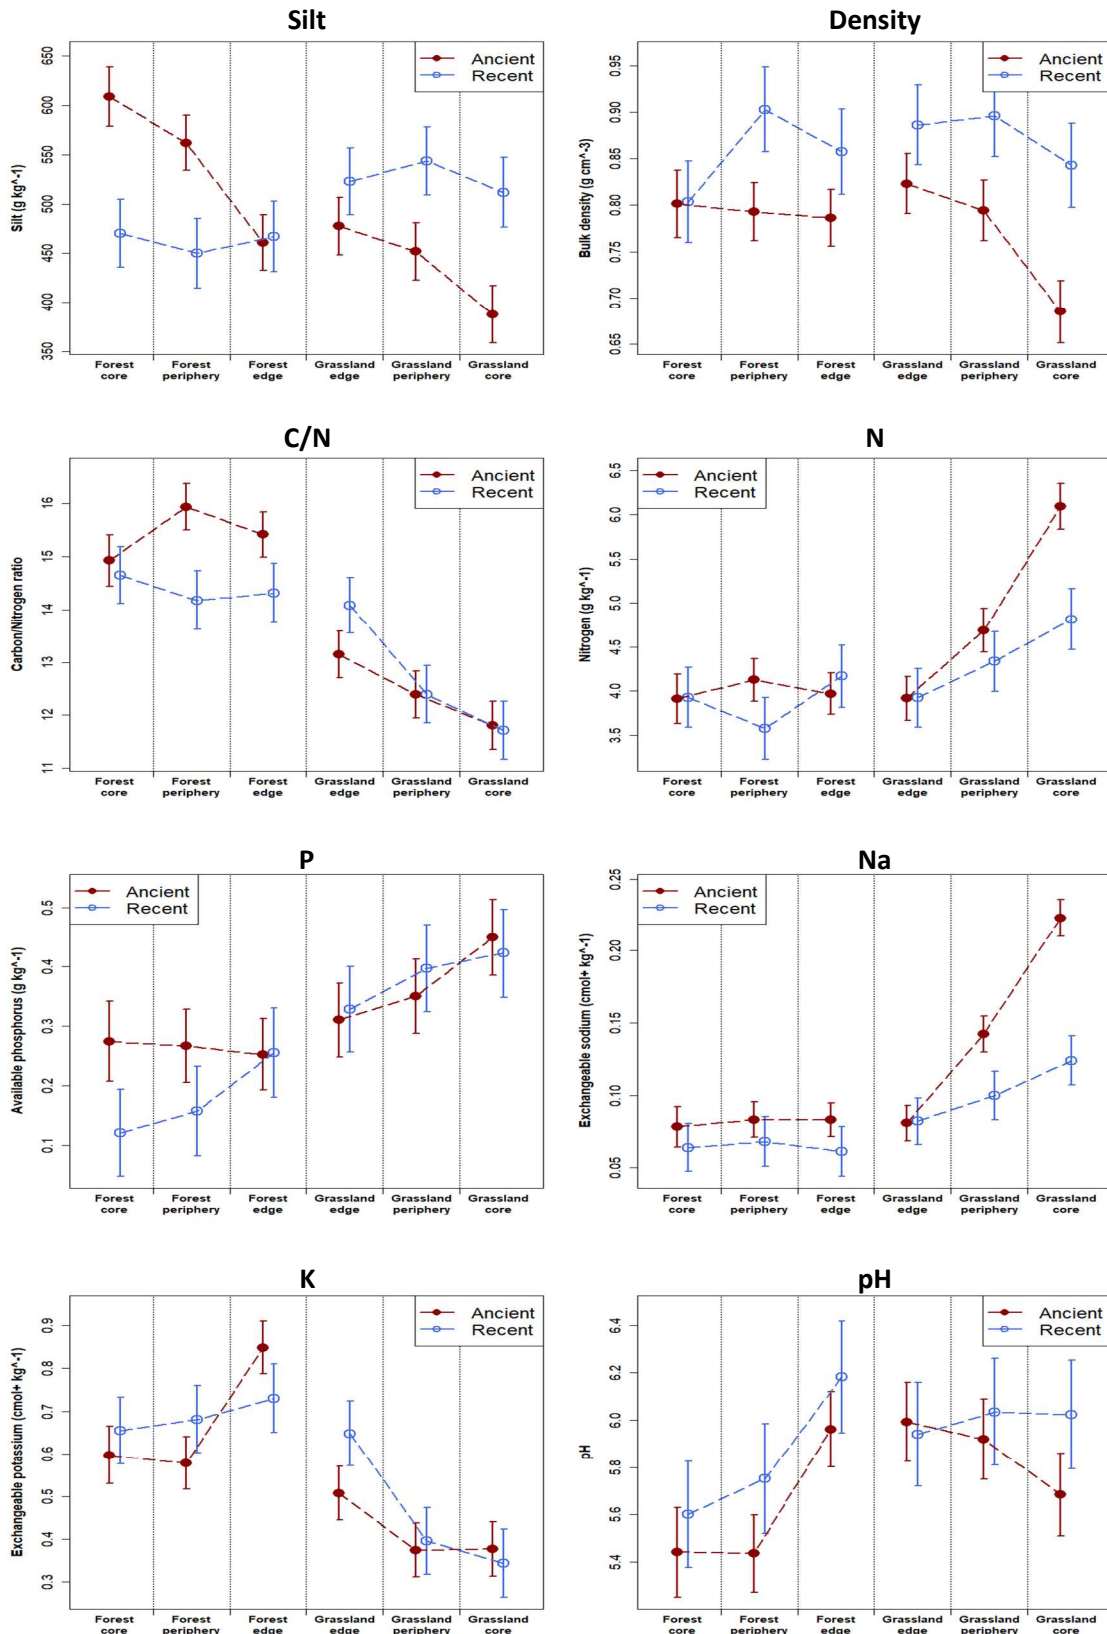 Silt
Ancient
Recent
Silt (g kg^-1)
650
600
550
500
450
400
350
Forest core
Forest periphery
Forest edge
Grassland edge
Grassland periphery
Grassland core
Density
Ancient
Recent
Bulk density (g cm^-3)
0.95
0.90
0.85
0.80
0.75
0.70
0.65
Forest core
Forest periphery
Forest edge
Grassland edge
Grassland periphery
Grassland core
C/N
Ancient
Recent
Carbon/Nitrogen ratio
16
15
14
13
12
11
Forest core
Forest periphery
Forest edge
Grassland edge
Grassland periphery
Grassland core
N
Ancient
Recent
Nitrogen (g kg^-1)
6.5
6.0
5.5
5.0
4.5
4.0
3.5
Forest core
Forest periphery
Forest edge
Grassland edge
Grassland periphery
Grassland core
P
Ancient
Recent
Available phosphorus (g kg^-1)
0.5
0.4
0.3
0.2
0.1
Forest core
Forest periphery
Forest edge
Grassland edge
Grassland periphery
Grassland core
Na
Ancient
Recent
Exchangeable sodium (cmol+ kg^-1)
0.25
0.20
0.15
0.10
0.05
Forest core
Forest periphery
Forest edge
Grassland edge
Grassland periphery
Grassland core
K
Ancient
Recent
Exchangeable potassium (cmol+ kg^-1)
0.9
0.8
0.7
0.6
0.5
0.4
0.3
Forest core
Forest periphery
Forest edge
Grassland edge
Grassland periphery
Grassland core
pH
Ancient
Recent
pH
6.4
6.2
6.0
5.8
5.6
5.4
Forest core
Forest periphery
Forest edge
Grassland edge
Grassland periphery
Grassland core